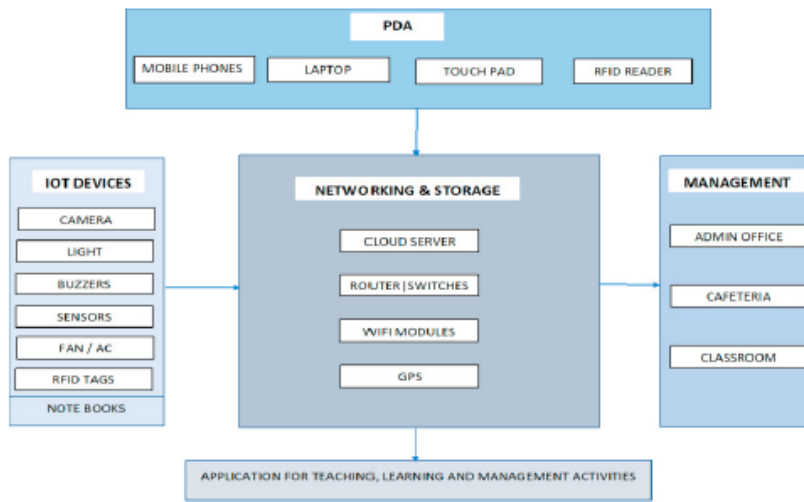 PDA
MOBILE PHONES
LAPTOP
TOUCH PAD
RFID READER
IOT DEVICES
CAMERA
LIGHT
BUZZERS
SENSORS
FAN / AC
RFID TAGS
NOTE BOOKS
NETWORKING & STORAGE
CLOUD SERVER
ROUTER|SWITCHES
WIFI MODULES
GPS
MANAGEMENT
ADMIN OFFICE
CAFETERIA
CLASSROOM
APPLICATION FOR TEACHING, LEARNING AND MANAGEMENT ACTIVITIES